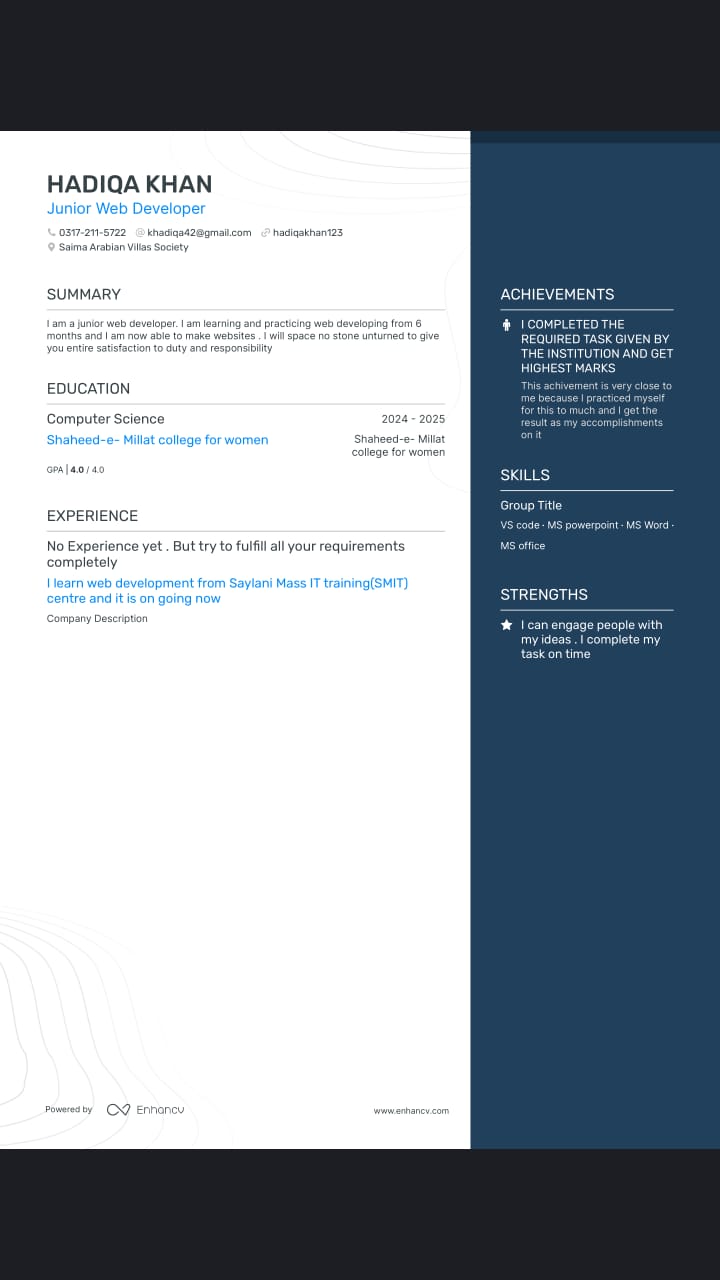 HADIQA KHAN
Junior Web Developer
0317-211-5722 khadiqa42@gmail.com hadiqakhan123
Saima Arabian Villas Society
SUMMARY
I am a junior web developer. I am learning and practicing web developing from 6
months and I am now able to make websites . I will space no stone unturned to give
you entire satisfaction to duty and responsibility
EDUCATION
Computer Science
2024 - 2025
Shaheed-e- Millat college for women
Shaheed-e- Millat
college for women
GPA | 4.0 / 4.0
EXPERIENCE
No Experience yet . But try to fulfill all your requirements
completely
I learn web development from Saylani Mass IT training(SMIT)
centre and it is on going now
Company Description
ACHIEVEMENTS
I COMPLETED THE
REQUIRED TASK GIVEN BY
THE INSTITUTION AND GET
HIGHEST MARKS
This achivement is very close to
me because I practiced myself
for this to much and I get the
result as my accomplishments
on it
SKILLS
Group Title
VS code · MS powerpoint · MS Word ·
MS office
STRENGTHS
I can engage people with
my ideas . I complete my
task on time
Powered by Enhancv
www.enhancv.com